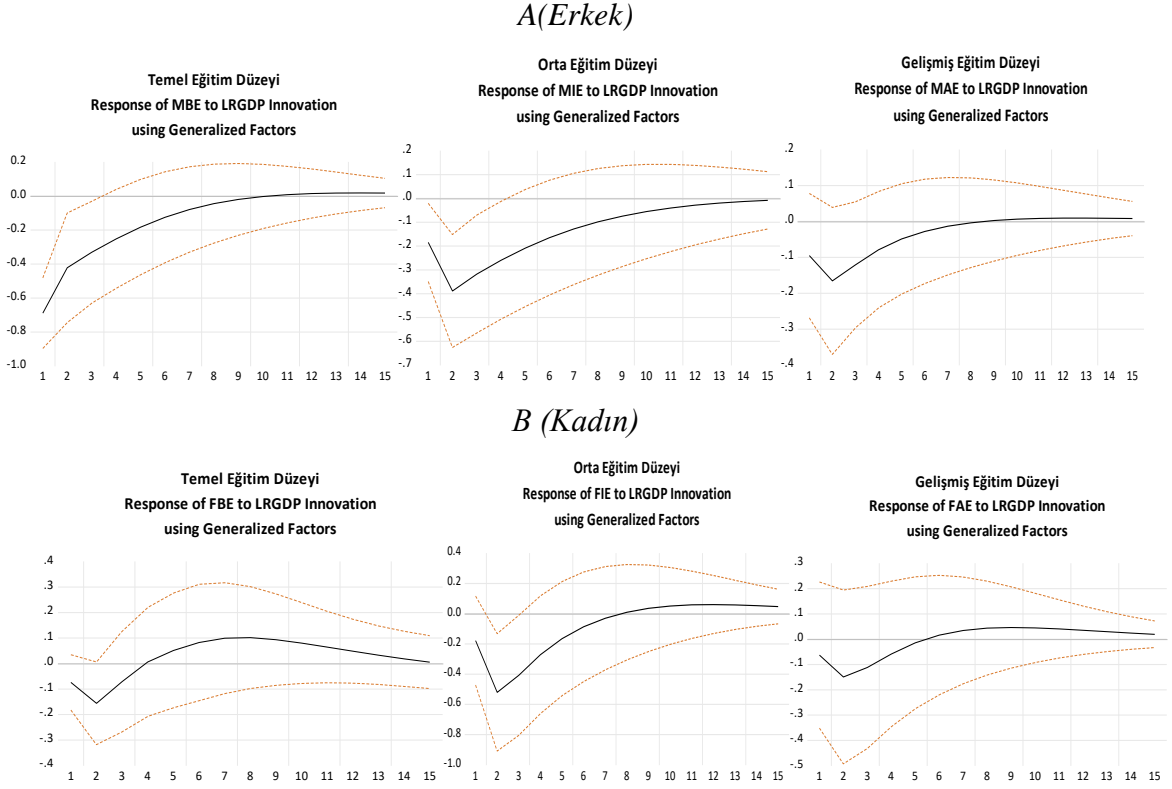 A(Erkek)
Temel Eğitim Düzeyi
Response of MBE to LRGDP Innovation
using Generalized Factors
0.2
0.0
-0.2
-0.4
-0.6
-0.8
-1.0
1 2 3 4 5 6 7 8 9 10 11 12 13 14 15
Orta Eğitim Düzeyi
Response of MIE to LRGDP Innovation
using Generalized Factors
.2
.1
.0
-.1
-.2
-.3
-.4
-.5
-.6
-.7
1 2 3 4 5 6 7 8 9 10 11 12 13 14 15
Gelişmiş Eğitim Düzeyi
Response of MAE to LRGDP Innovation
using Generalized Factors
.2
.1
.0
-.1
-.2
-.3
-.4
1 2 3 4 5 6 7 8 9 10 11 12 13 14 15
B (Kadın)
Temel Eğitim Düzeyi
Response of FBE to LRGDP Innovation
using Generalized Factors
.4
.3
.2
.1
.0
-.1
-.2
-.3
-.4
1 2 3 4 5 6 7 8 9 10 11 12 13 14 15
Orta Eğitim Düzeyi
Response of FIE to LRGDP Innovation
using Generalized Factors
0.4
0.2
0.0
-0.2
-0.4
-0.6
-0.8
-1.0
1 2 3 4 5 6 7 8 9 10 11 12 13 14 15
Gelişmiş Eğitim Düzeyi
Response of FAE to LRGDP Innovation
using Generalized Factors
.3
.2
.1
.0
-.1
-.2
-.3
-.4
-.5
1 2 3 4 5 6 7 8 9 10 11 12 13 14 15